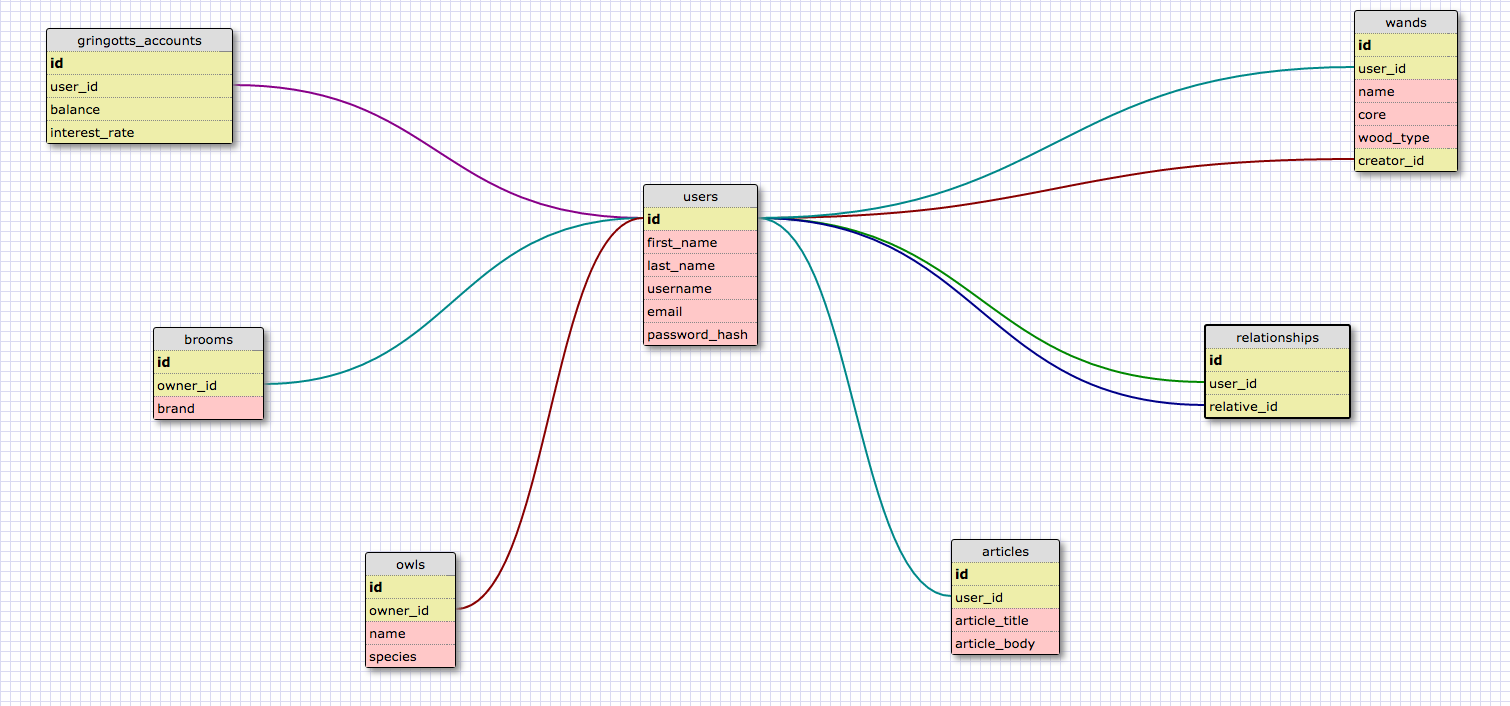 gringotts_accounts
id
user_id
balance
interest_rate
wands
id
user_id
name
core
wood_type
creator_id
users
id
first_name
last_name
username
email
password_hash
brooms
id
owner_id
brand
relationships
id
user_id
relative_id
owls
id
owner_id
name
species
articles
id
user_id
article_title
article_body